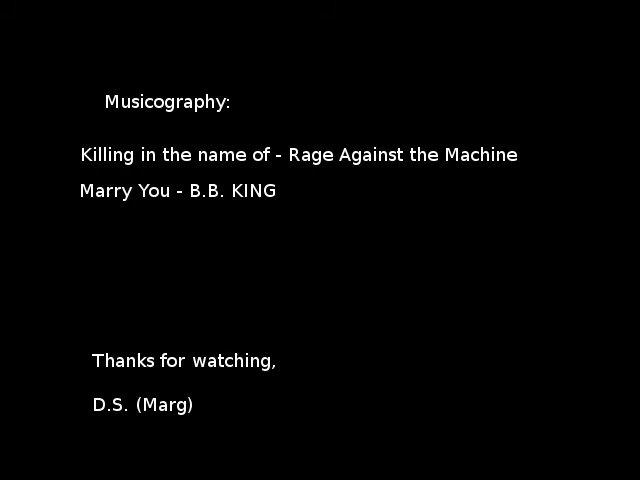 Musicography:
Killing in the name of - Rage Against the Machine
Marry You - B.B. KING
Thanks for watching,
D.S. (Marg)